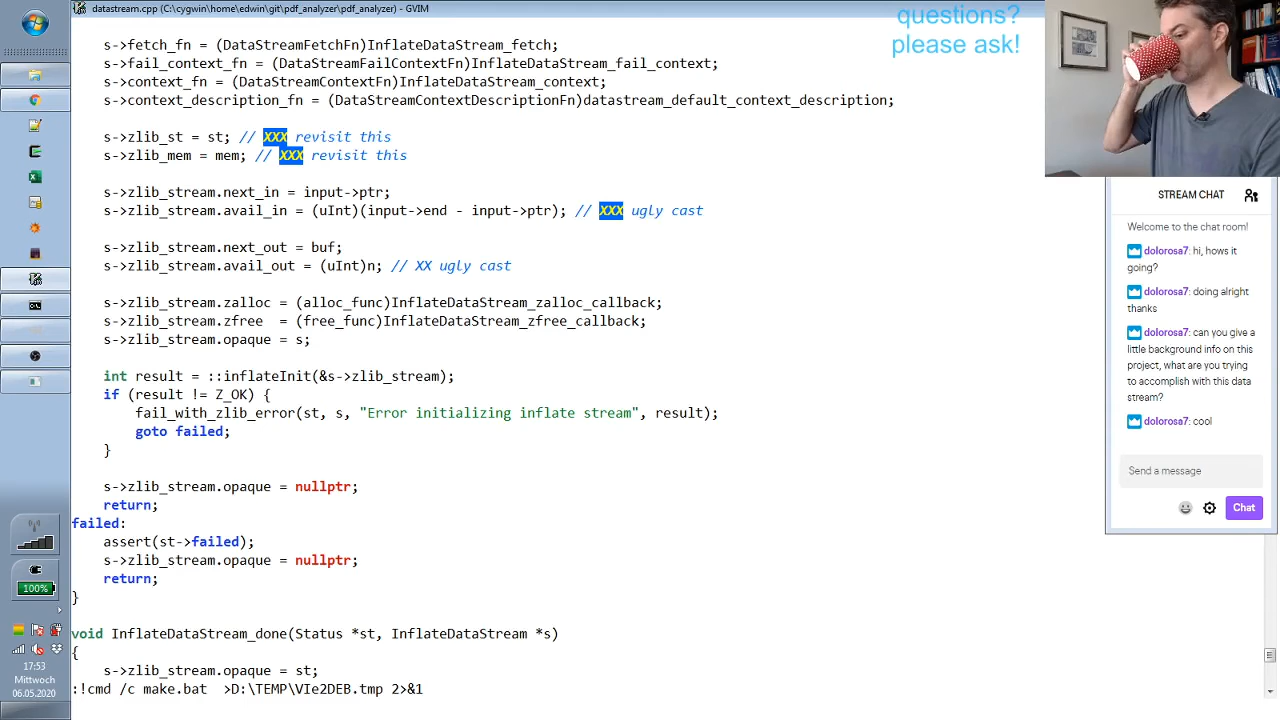 datastream.cpp (C:\cygwin\home\edwin\git\pdf_analyzer\pdf_analyzer) - GVIM
questions?
please ask!
s->fetch_fn = (DataStreamFetchFn)InflateDataStream_fetch;
s->fail_context_fn = (DataStreamFailContextFn)InflateDataStream_fail_context;
s->context_fn = (DataStreamContextFn)InflateDataStream_context;
s->context_description_fn = (DataStreamContextDescriptionFn)datastream_default_context_description;
s->zlib_st = st; // XXX revisit this
s->zlib_mem = mem; // XXX revisit this
s->zlib_stream.next_in = input->ptr;
s->zlib_stream.avail_in = (uInt)(input->end - input->ptr); // XXX ugly cast
s->zlib_stream.next_out = buf;
s->zlib_stream.avail_out = (uInt)n; // XX ugly cast
s->zlib_stream.zalloc = (alloc_func)InflateDataStream_zalloc_callback;
s->zlib_stream.zfree  = (free_func)InflateDataStream_zfree_callback;
s->zlib_stream.opaque = s;
int result = ::inflateInit(&s->zlib_stream);
if (result != Z_OK) {
fail_with_zlib_error(st, s, "Error initializing inflate stream", result);
goto failed;
}
s->zlib_stream.opaque = nullptr;
return;
failed:
assert(st->failed);
s->zlib_stream.opaque = nullptr;
return;
}
void InflateDataStream_done(Status *st, InflateDataStream *s)
{
s->zlib_stream.opaque = st;
:!cmd /c make.bat  >D:\TEMP\VIe2DEB.tmp 2>&1
STREAM CHAT
Welcome to the chat room!
dolorosa7: hi, hows it
going?
dolorosa7: doing alright
thanks
dolorosa7: can you give a
little background info on this
project, what are you trying
to accomplish with this data
stream?
dolorosa7: cool
Send a message
Chat
100%
17:53
Mittwoch
06.05.2020